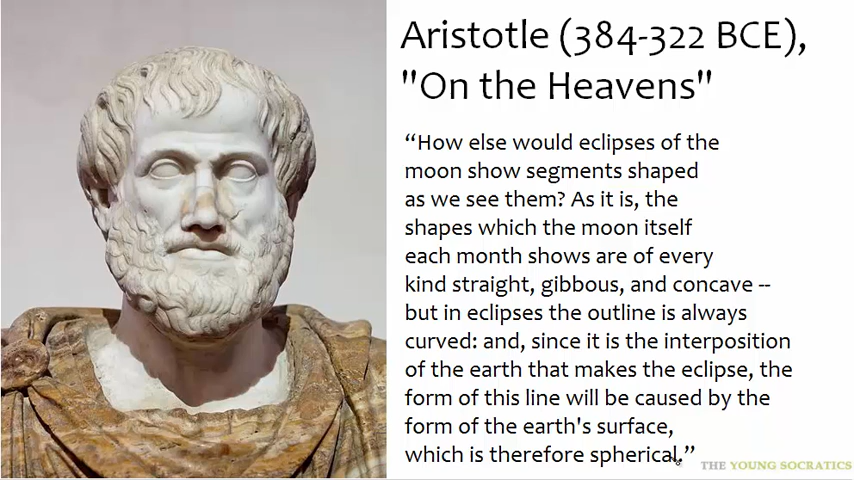 Aristotle (384-322 BCE),
"On the Heavens"
“How else would eclipses of the
moon show segments shaped
as we see them? As it is, the
shapes which the moon itself
each month shows are of every
kind straight, gibbous, and concave --
but in eclipses the outline is always
curved: and, since it is the interposition
of the earth that makes the eclipse, the
form of this line will be caused by the
form of the earth's surface,
which is therefore spherical.”
THE YOUNG SOCRATICS